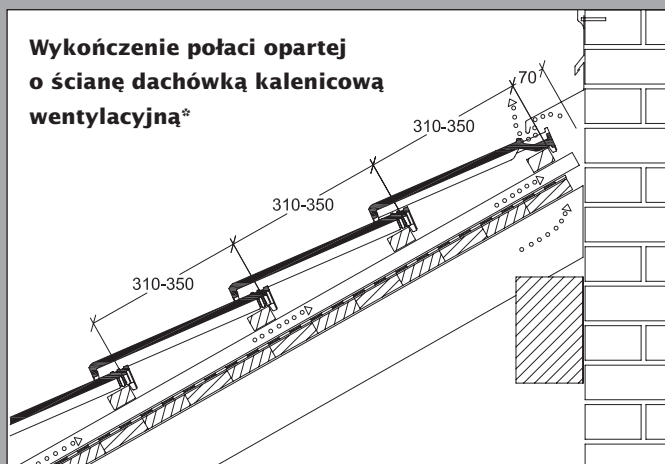 Wykończenie połaci opartej
o ścianę dachówką kalenicową
wentylacyjną*
70
310-350
310-350
310-350